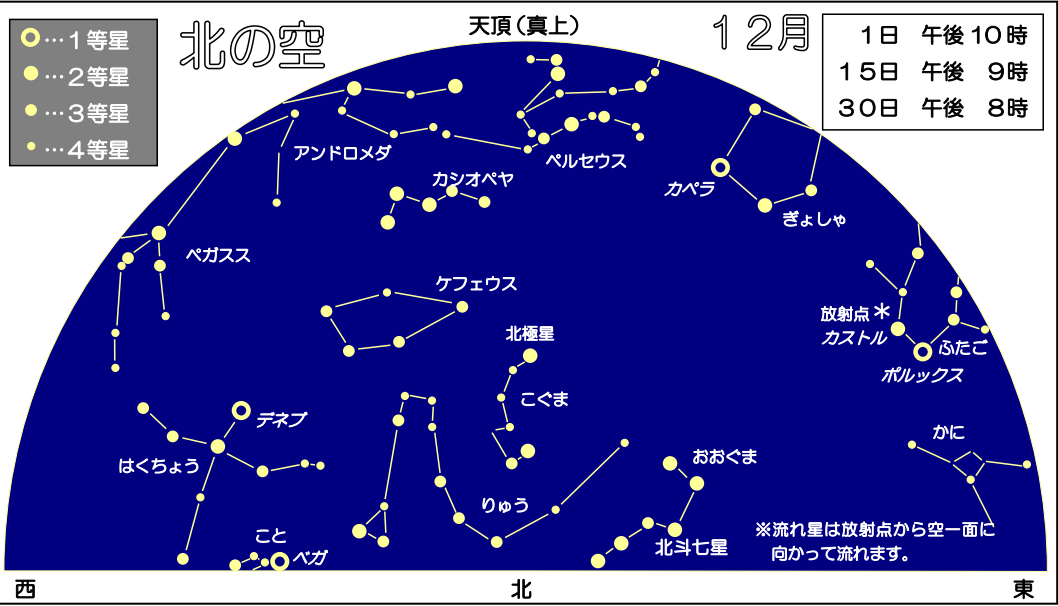 …１等星
…２等星
…３等星
…４等星
北の空
天頂(真上)
１２月
１日　午後１０時
１５日　午後　９時
３０日　午後　８時
アンドロメダ
ペルセウス
カシオペヤ
カペラ
ぎょしゃ
ペガスス
ケフェウス
放射点＊
カストル
ふたご
ポルックス
北極星
こぐま
デネブ
はくちょう
かに
おおぐま
りゅう
北斗七星
こと
ベガ
※流れ星は放射点から空一面に
向かって流れます。
西
北
東